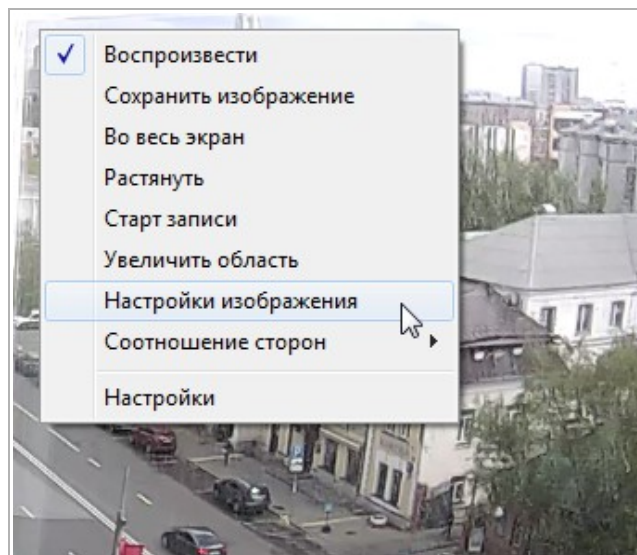 Воспроизвести
Сохранить изображение
Во весь экран
Растянуть
Старт записи
Увеличить область
Настройки изображения
Соотношение сторон
Настройки